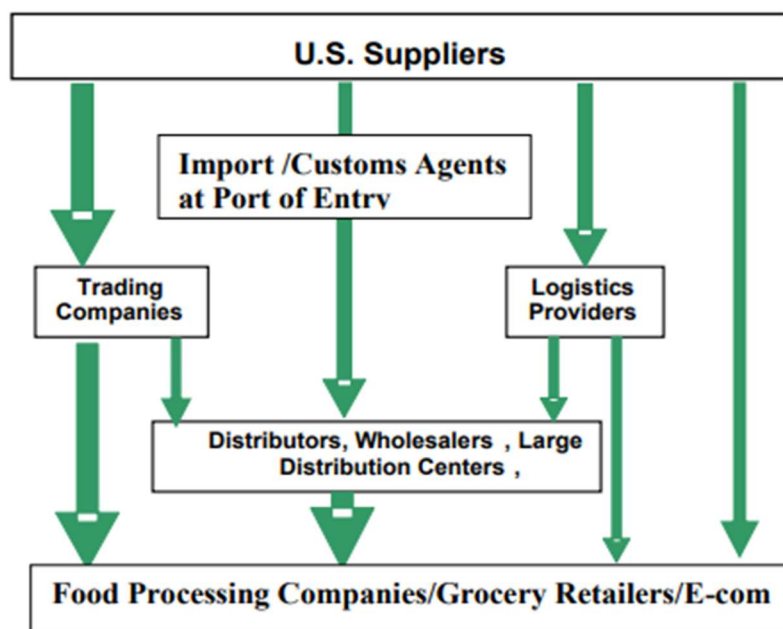 U.S. Suppliers
Import /Customs Agents
at Port of Entry
Trading
Companies
Logistics
Providers
Distributors, Wholesalers , Large
Distribution Centers ,
Food Processing Companies/Grocery Retailers/E-com